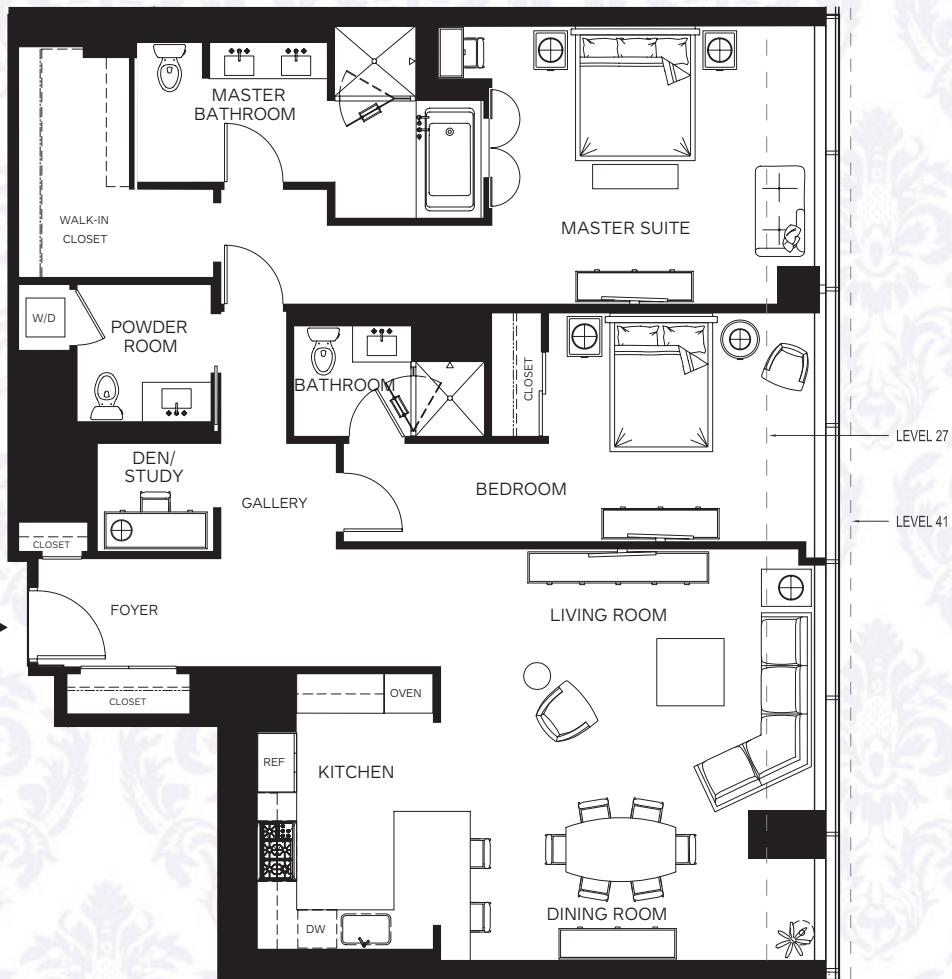 MASTER
BATHROOM
WALK-IN
CLOSET
MASTER SUITE
W/D
POWDER
ROOM
BATHROOM
CLOSET
DEN/
STUDY
GALLERY
BEDROOM
LEVEL 27
LEVEL 41
CLOSET
FOYER
LIVING ROOM
CLOSET
OVEN
REF
KITCHEN
DW
DINING ROOM